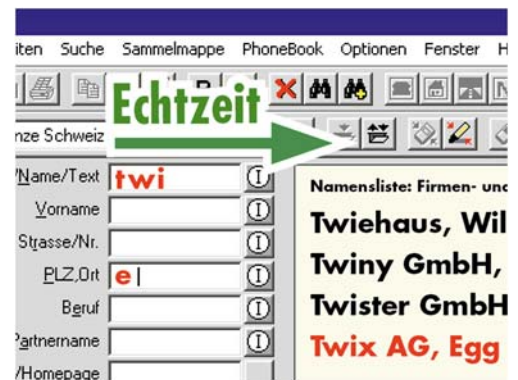 iten Suche Sammelmappe PhoneBook Optionen Fenster H
Echtzeit
nze Schweiz
/Name/Text twi
Vorname
Strasse/Nr.
PLZ,Ort e
Beruf
Partnername
/Homepage
Namensliste: Firmen- und
Twiehaus, Wil
Twiny GmbH,
Twister GmbH
Twix AG, Egg